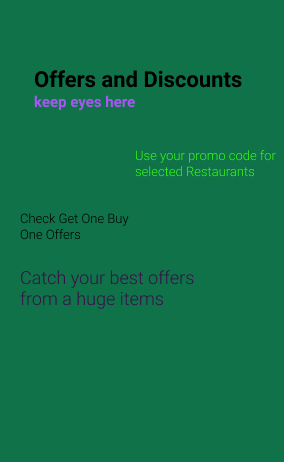 Offers and Discounts
keep eyes here
Use your promo code for
selected Restaurants
Check Get One Buy
One Offers
Catch your best offers
from a huge items